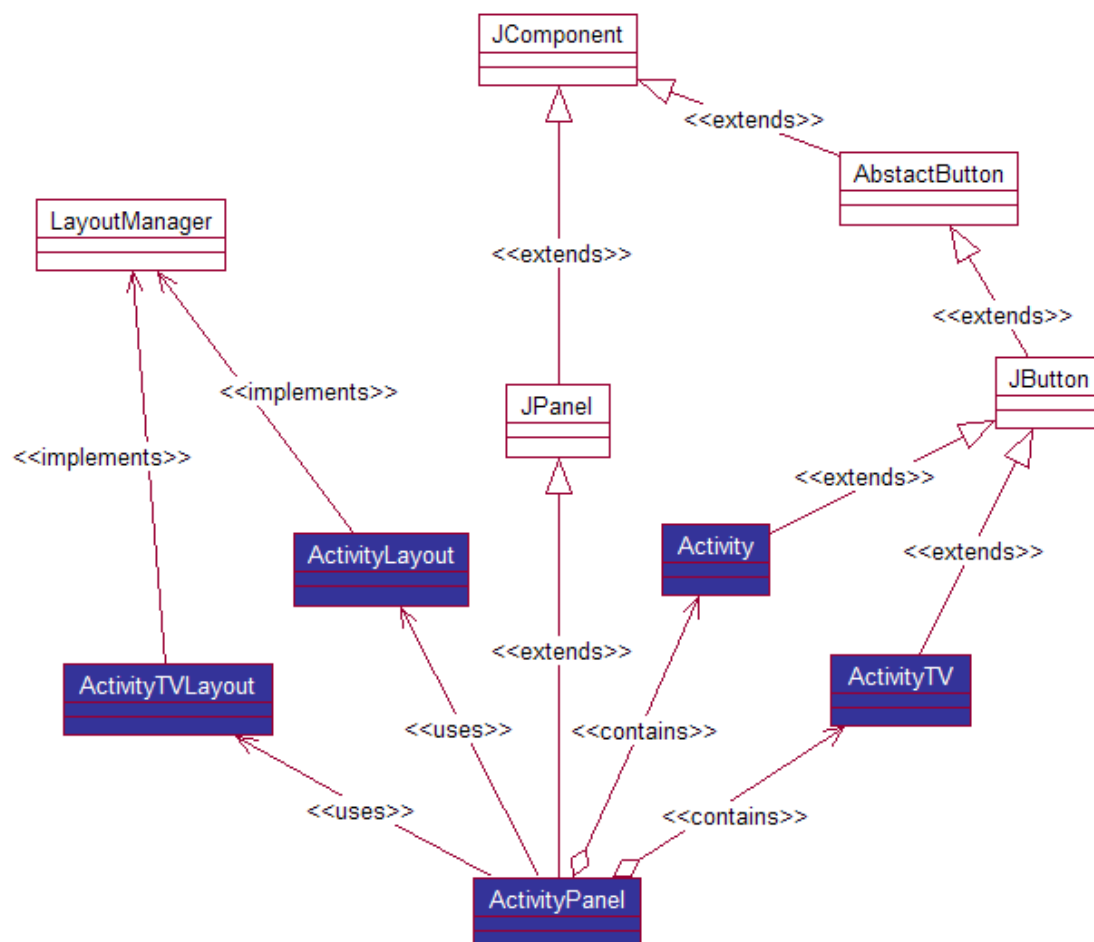 JComponent
<<extends>>
AbstactButton
LayoutManager
<<extends>>
<<extends>>
JButton
<<implements>>
JPanel
<<implements>>
<<extends>>
Activity
ActivityLayout
<<extends>>
<<extends>>
ActivityTVLayout
ActivityTV
<<uses>>
<<contains>>
<<uses>>
<<contains>>
ActivityPanel